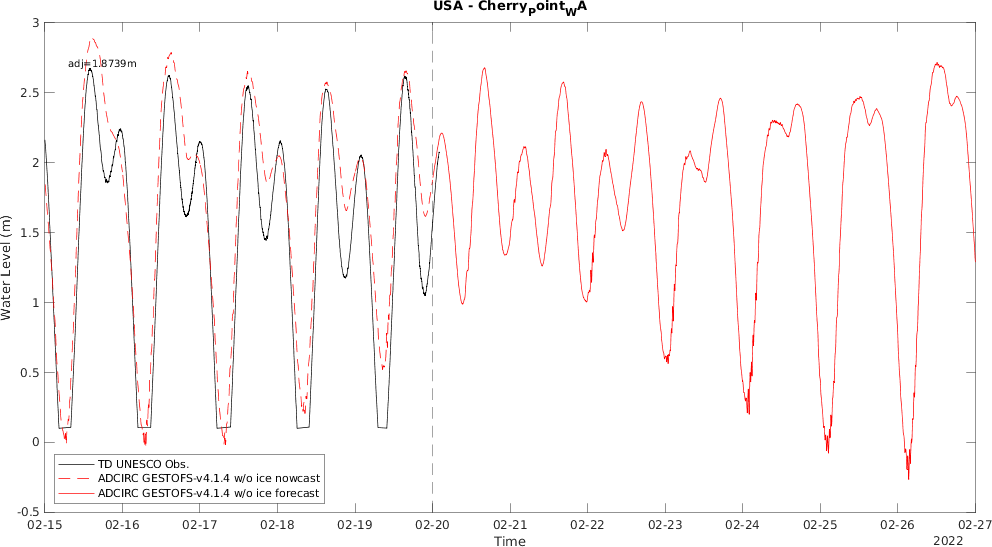 USA - CherryPointWA
adj=1.8739m
Water Level (m)
3
2.5
2
1.5
1
0.5
0
-0.5
TD UNESCO Obs.
ADCIRC GESTOFS-v4.1.4 w/o ice nowcast
ADCIRC GESTOFS-v4.1.4 w/o ice forecast
02-15 02-16 02-17 02-18 02-19 02-20 02-21 02-22 02-23 02-24 02-25 02-26 02-27
Time
2022